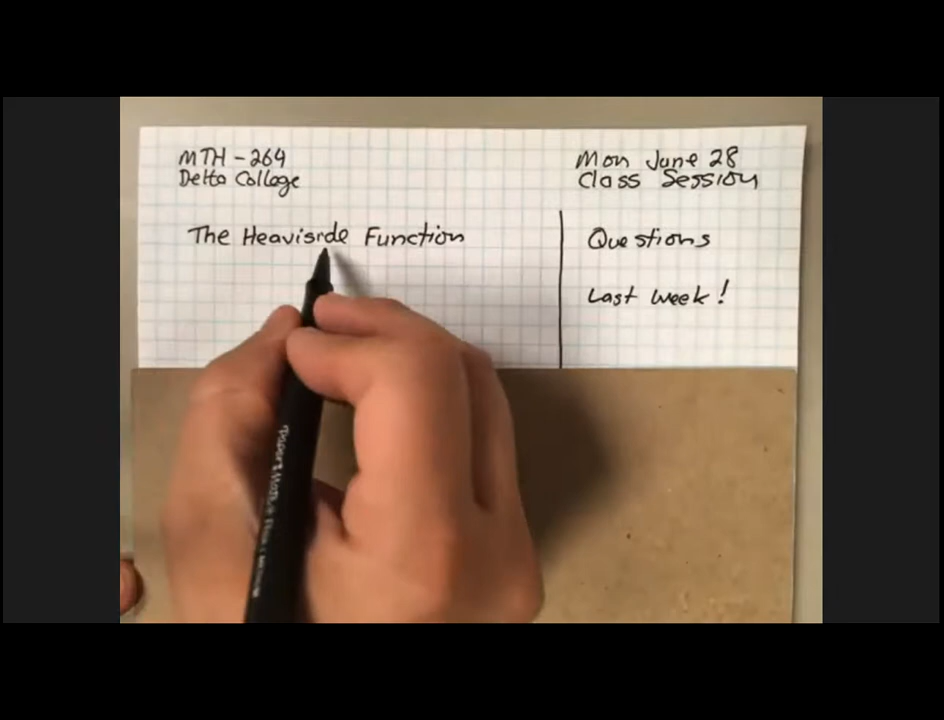 MTH - 264
Delta College
Mon June 28
Class Session
The Heaviside Function
Questions
Last week!